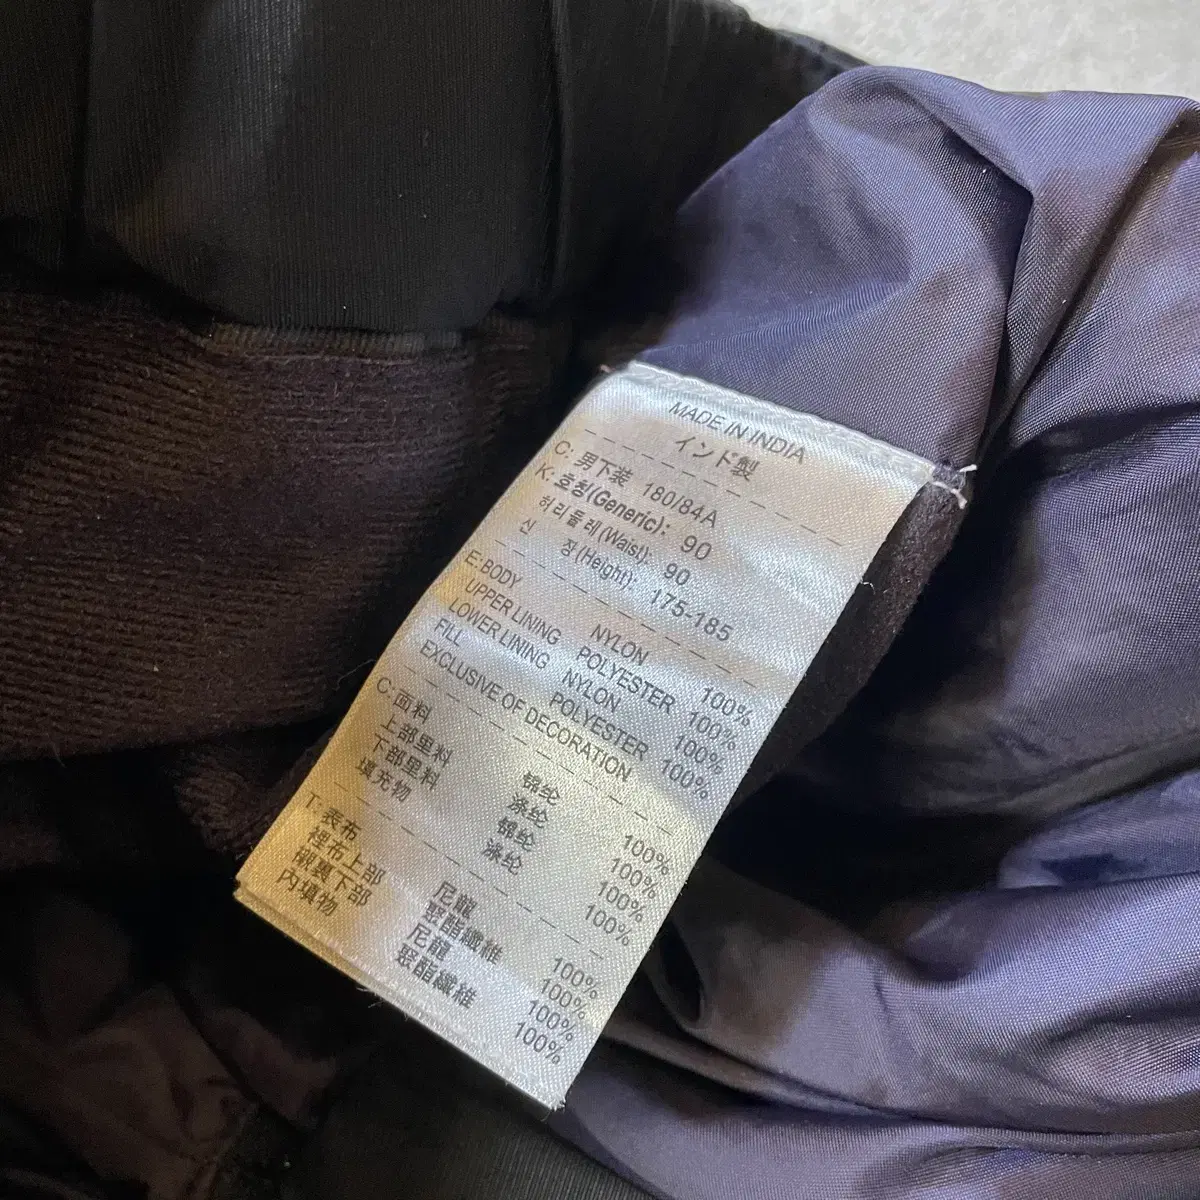 MADE IN INDIA
インド製
C: 男下装 180/84A
K: 호칭(Generic): 90
허리둘레(Waist): 90
신 장(Height): 175-185
E: BODY NYLON 100%
UPPER LINING POLYESTER 100%
LOWER LINING NYLON 100%
FILL POLYESTER 100%
EXCLUSIVE OF DECORATION
C: 面料 锦纶 100%
上部里料 涤纶 100%
下部里料 锦纶 100%
填充物 涤纶 100%
T: 表布 尼龍 100%
裡布上部 聚酯纖維 100%
下部 尼龍 100%
內填物 聚酯纖維 100%